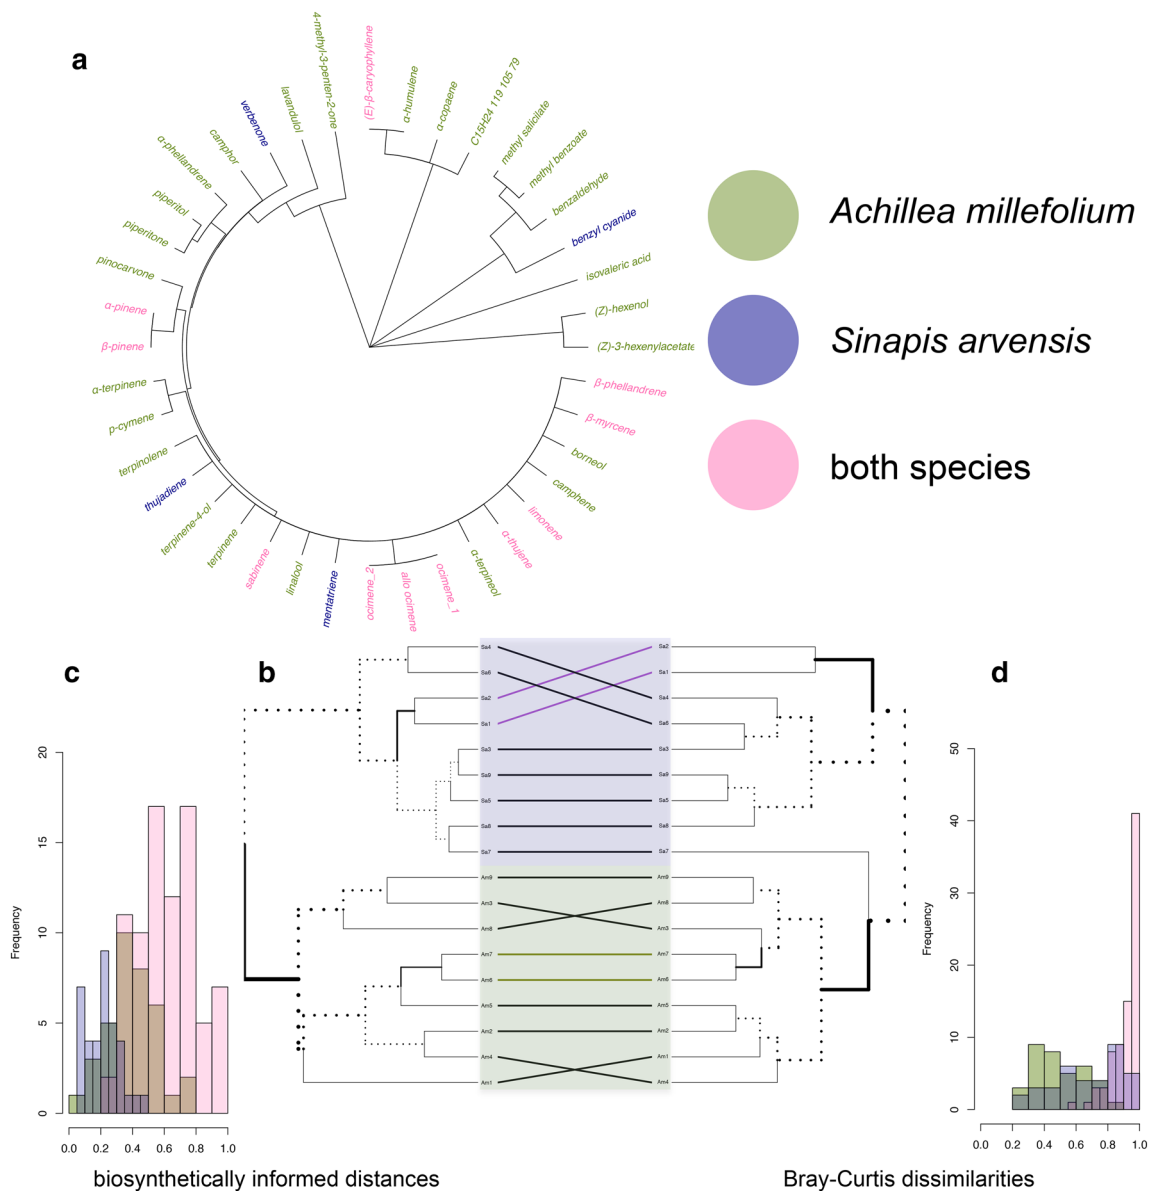 a
4-methyl-3-penten-2-one
(E)-β-caryophyllene
α-humulene
α-copaene
C15H24 119 105 79
methyl salicilate
methyl benzoate
benzaldehyde
benzyl cyanide
isovaleric acid
(Z)-hexenol
(Z)-3-hexenylacetate
β-phellandrene
β-myrcene
borneol
camphene
limonene
α-thujene
α-terpineol
ocimene_1
allo ocimene
ocimene_2
mentatriene
linalool
sabinene
terpinene
terpinene-4-ol
thujadiene
terpinolene
p-cymene
α-terpinene
β-pinene
α-pinene
pinocarvone
piperitone
piperitol
α-phellandrene
camphor
verbenone
lavandulol
Achillea millefolium
Sinapis arvensis
both species
c
b
d
Sa4 Sa2
Sa6 Sa1
Sa2 Sa4
Sa1 Sa6
Sa3 Sa3
Sa9 Sa9
Sa5 Sa5
Sa8 Sa8
Sa7 Sa7
Am9 Am9
Am3 Am8
Am8 Am3
Am7 Am7
Am6 Am6
Am5 Am5
Am2 Am2
Am4 Am1
Am1 Am4
Frequency
20
15
10
5
0
0.0 0.2 0.4 0.6 0.8 1.0
biosynthetically informed distances
Frequency
50
40
30
20
10
0
0.0 0.2 0.4 0.6 0.8 1.0
Bray-Curtis dissimilarities